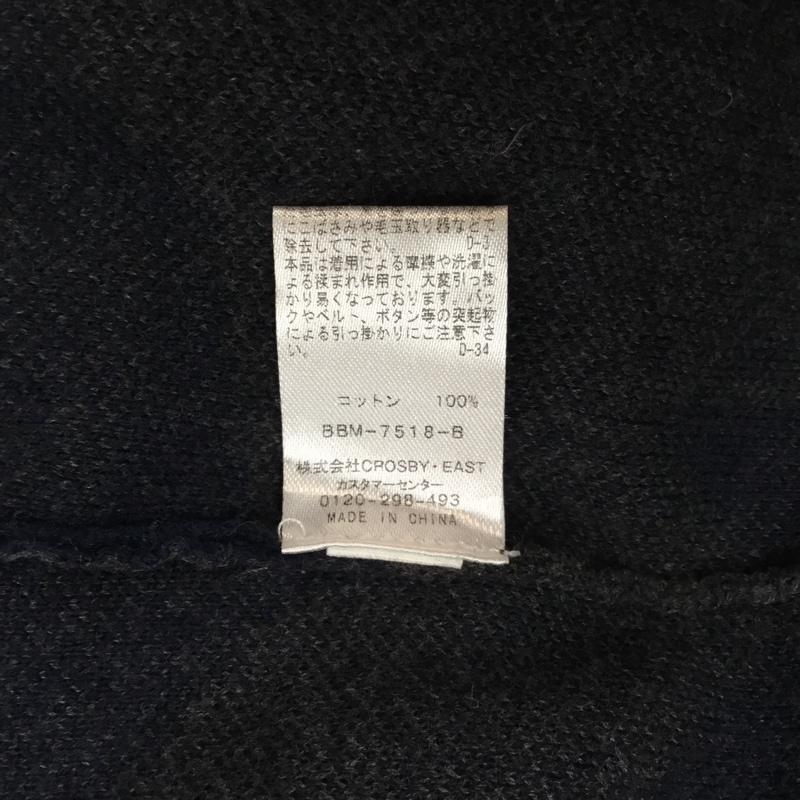 にはさみや毛玉取り器などで
除去して下さい。 D-3
本品は着用による摩擦や洗濯に
よる揉まれ作用で、大変引っ掛
かり易くなっております。バッ
クやベルト、ボタン等の突起物
による引っ掛かりにご注意下さ
い。 D-34
コットン 100%
BBM-7518-B
株式会社CROSBY・EAST
カスタマーセンター
0120-298-493
MADE IN CHINA